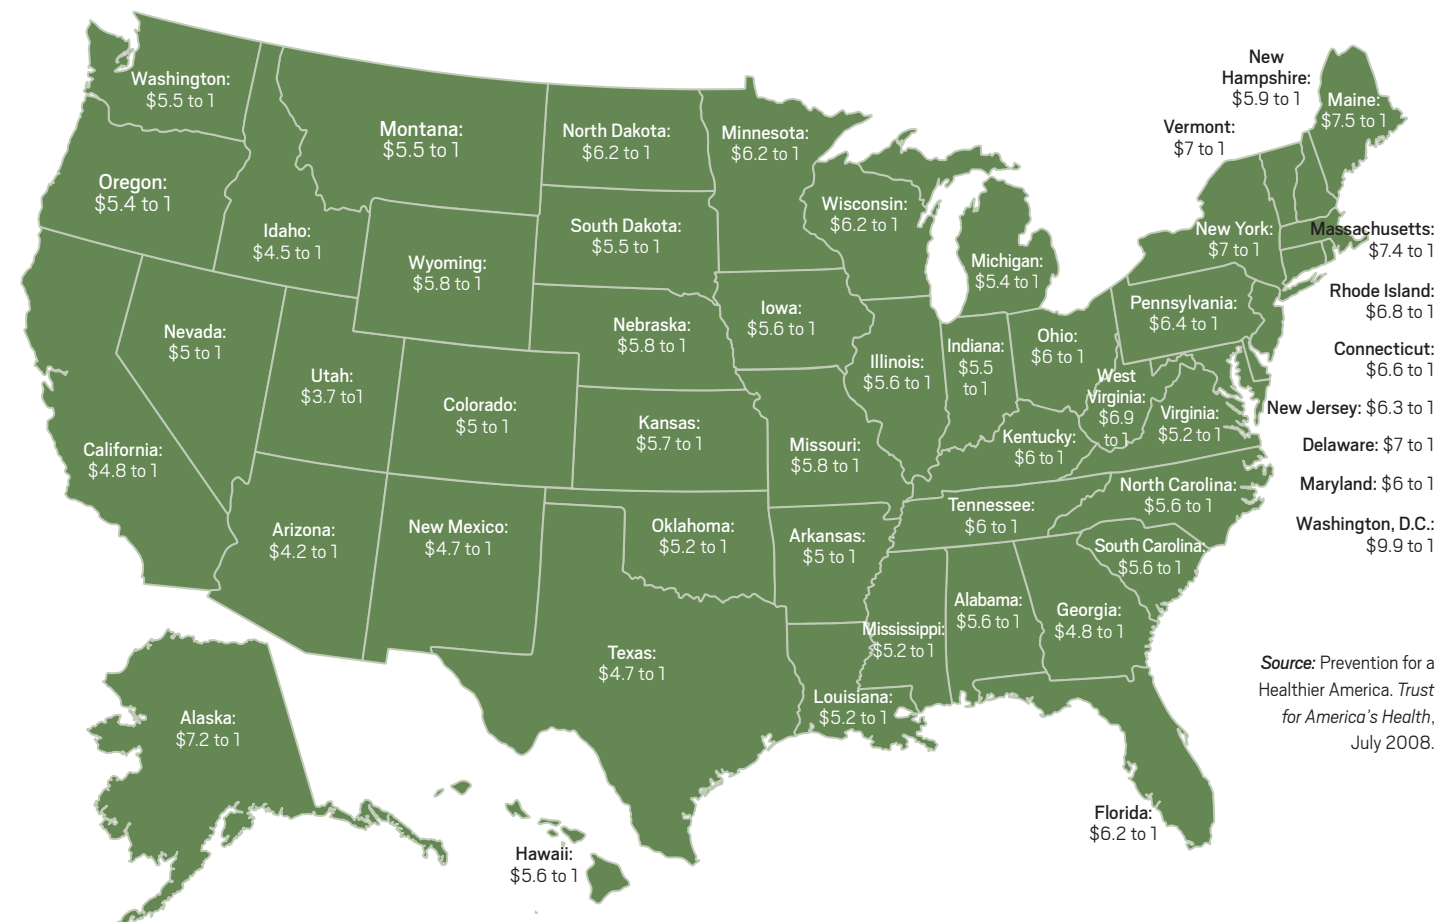 Washington:
$5.5 to 1
Oregon:
$5.4 to 1
California:
$4.8 to 1
Nevada:
$5 to 1
Idaho:
$4.5 to 1
Montana:
$5.5 to 1
Wyoming:
$5.8 to 1
Utah:
$3.7 to1
Colorado:
$5 to 1
Arizona:
$4.2 to 1
New Mexico:
$4.7 to 1
North Dakota:
$6.2 to 1
South Dakota:
$5.5 to 1
Nebraska:
$5.8 to 1
Kansas:
$5.7 to 1
Oklahoma:
$5.2 to 1
Texas:
$4.7 to 1
Minnesota:
$6.2 to 1
Iowa:
$5.6 to 1
Missouri:
$5.8 to 1
Arkansas:
$5 to 1
Louisiana:
$5.2 to 1
Wisconsin:
$6.2 to 1
Illinois:
$5.6 to 1
Michigan:
$5.4 to 1
Indiana:
$5.5
to 1
Ohio:
$6 to 1
Kentucky:
$6 to 1
Tennessee:
$6 to 1
Mississippi:
$5.2 to 1
Alabama:
$5.6 to 1
Georgia:
$4.8 to 1
South Carolina:
$5.6 to 1
North Carolina:
$5.6 to 1
West
Virginia:
$6.9
to 1
Virginia:
$5.2 to 1
Pennsylvania:
$6.4 to 1
New York:
$7 to 1
Vermont:
$7 to 1
New
Hampshire:
$5.9 to 1
Maine:
$7.5 to 1
Massachusetts:
$7.4 to 1
Rhode Island:
$6.8 to 1
Connecticut:
$6.6 to 1
New Jersey: $6.3 to 1
Delaware: $7 to 1
Maryland: $6 to 1
Washington, D.C.:
$9.9 to 1
Florida:
$6.2 to 1
Alaska:
$7.2 to 1
Hawaii:
$5.6 to 1
Source: Prevention for a
Healthier America. Trust
for America's Health,
July 2008.